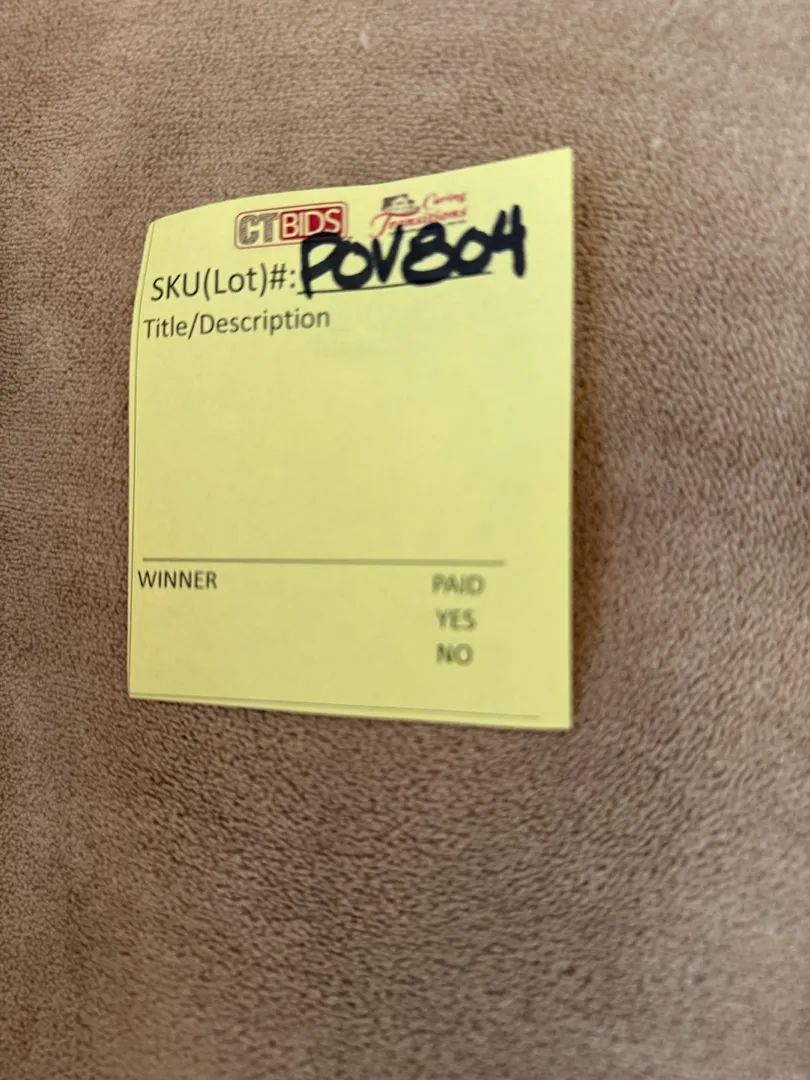 CTBIDS Caring Transitions
SKU(Lot)#: POV804
Title/Description
WINNER PAID
YES
NO